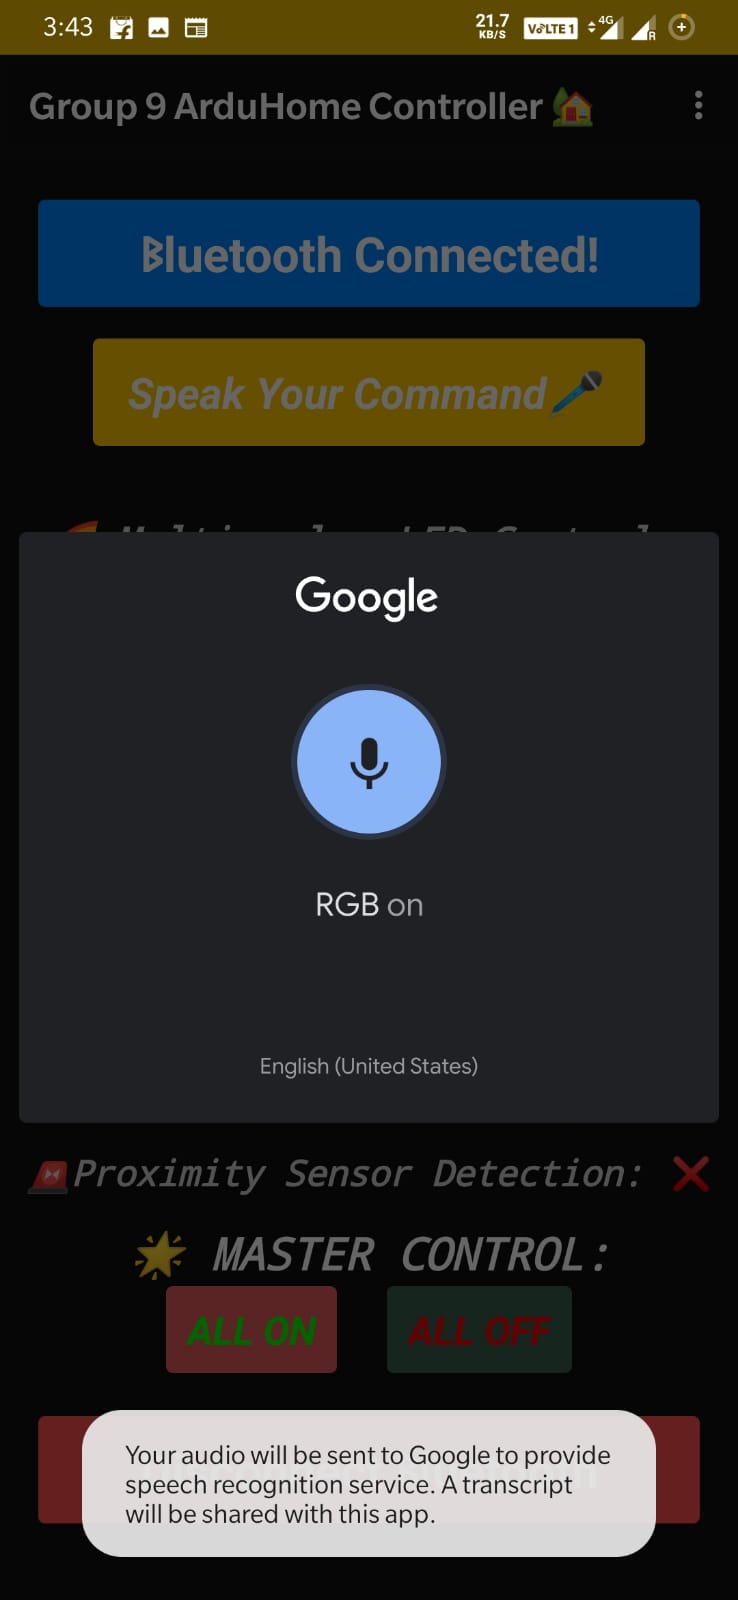 3:43 21.7 KB/S VoLTE 1 4G R
Group 9 ArduHome Controller
Bluetooth Connected!
Speak Your Command
Google
RGB on
English (United States)
Proximity Sensor Detection:
MASTER CONTROL:
ALL ON ALL OFF
Your audio will be sent to Google to provide
speech recognition service. A transcript
will be shared with this app.